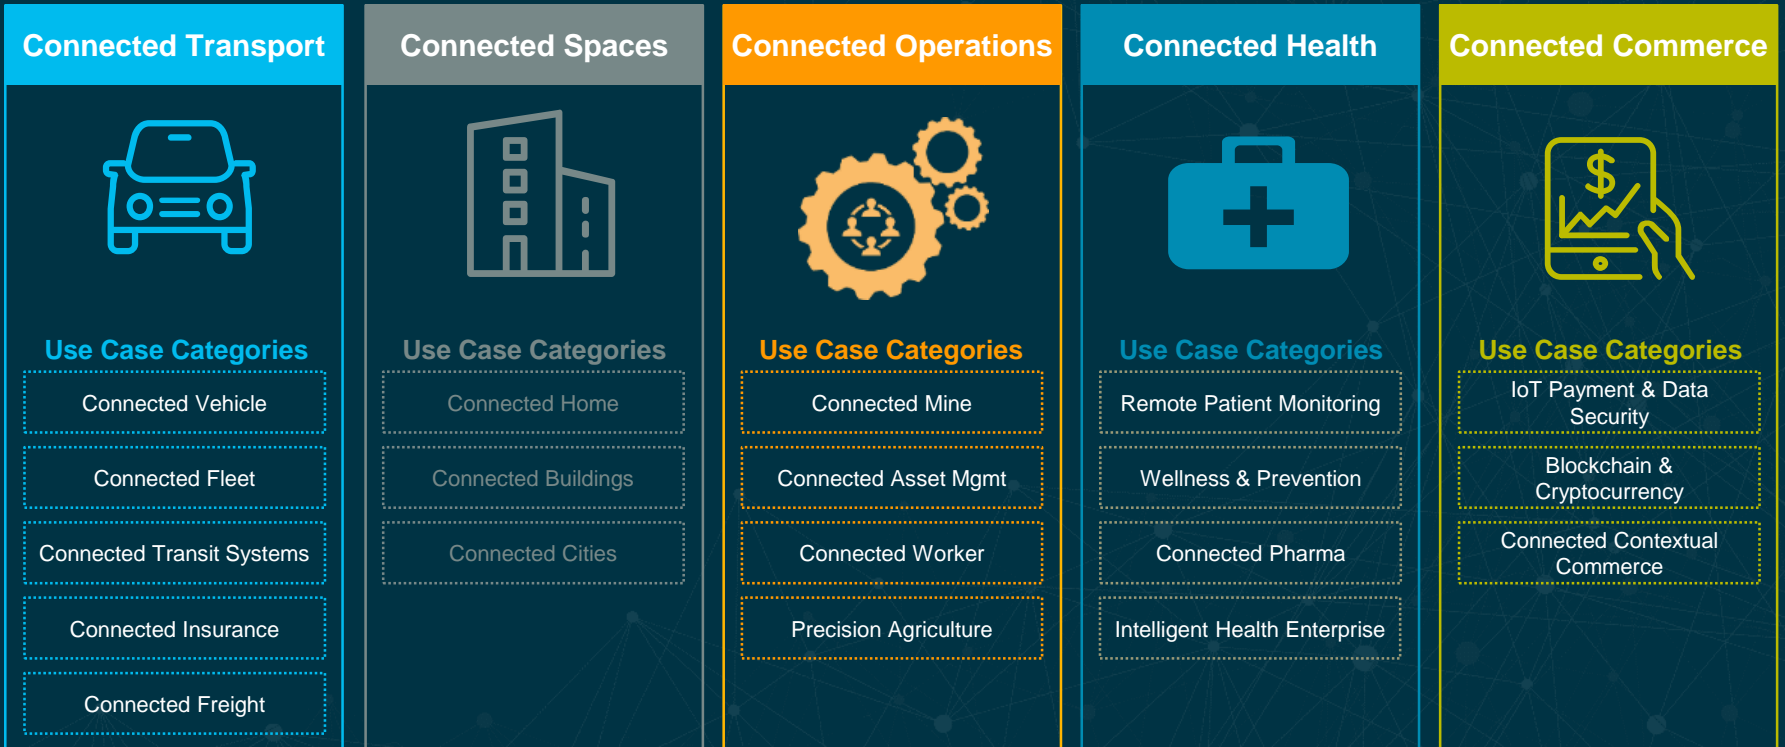 Connected Transport
Use Case Categories
Connected Vehicle
Connected Fleet
Connected Transit Systems
Connected Insurance
Connected Freight
Connected Spaces
Use Case Categories
Connected Home
Connected Buildings
Connected Cities
Connected Operations
Use Case Categories
Connected Mine
Connected Asset Mgmt
Connected Worker
Precision Agriculture
Connected Health
Use Case Categories
Remote Patient Monitoring
Wellness & Prevention
Connected Pharma
Intelligent Health Enterprise
Connected Commerce
$
Use Case Categories
IoT Payment & Data
Security
Blockchain &
Cryptocurrency
Connected Contextual
Commerce